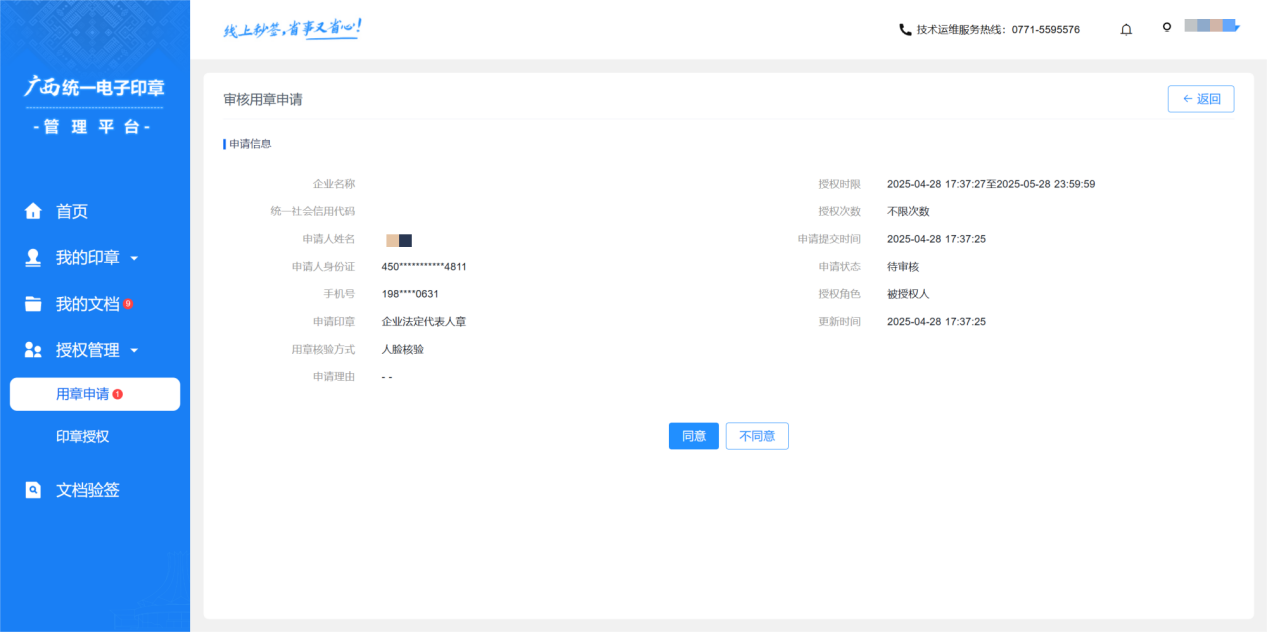 线上秒签,省事又省心!
技术运维服务热线：0771-5595576
广西统一电子印章
-管 理 平 台-
首页
我的印章
我的文档 9
授权管理
用章申请 1
印章授权
文档验签
审核用章申请
← 返回
申请信息
企业名称
统一社会信用代码
申请人姓名
申请人身份证 450***********4811
手机号 198****0631
申请印章 企业法定代表人章
用章核验方式 人脸核验
申请理由 - -
授权时限 2025-04-28 17:37:27至2025-05-28 23:59:59
授权次数 不限次数
申请提交时间 2025-04-28 17:37:25
申请状态 待审核
授权角色 被授权人
更新时间 2025-04-28 17:37:25
同意 不同意